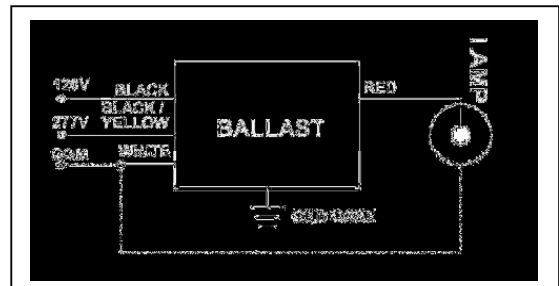 120V
BLACK
BLACK /
277V
YELLOW
COM
WHITE
BALLAST
RED
LAMP